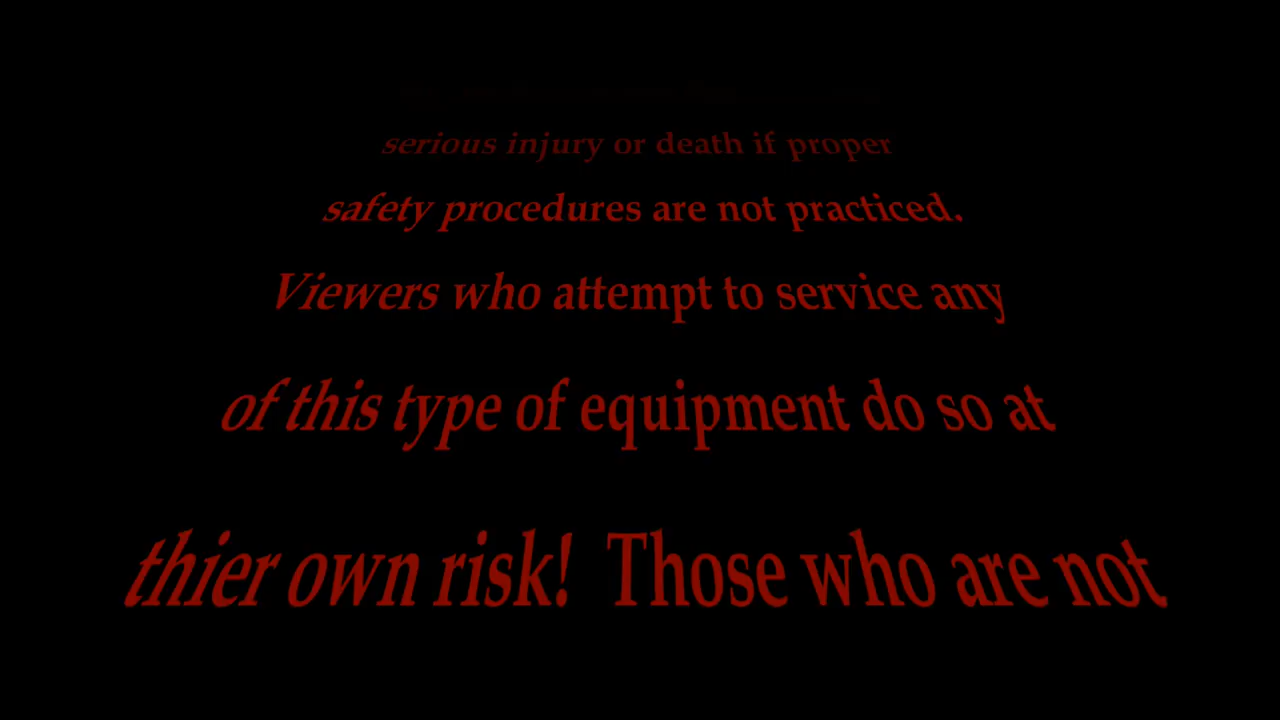 serious injury or death if proper
safety procedures are not practiced.
Viewers who attempt to service any
of this type of equipment do so at
thier own risk! Those who are not